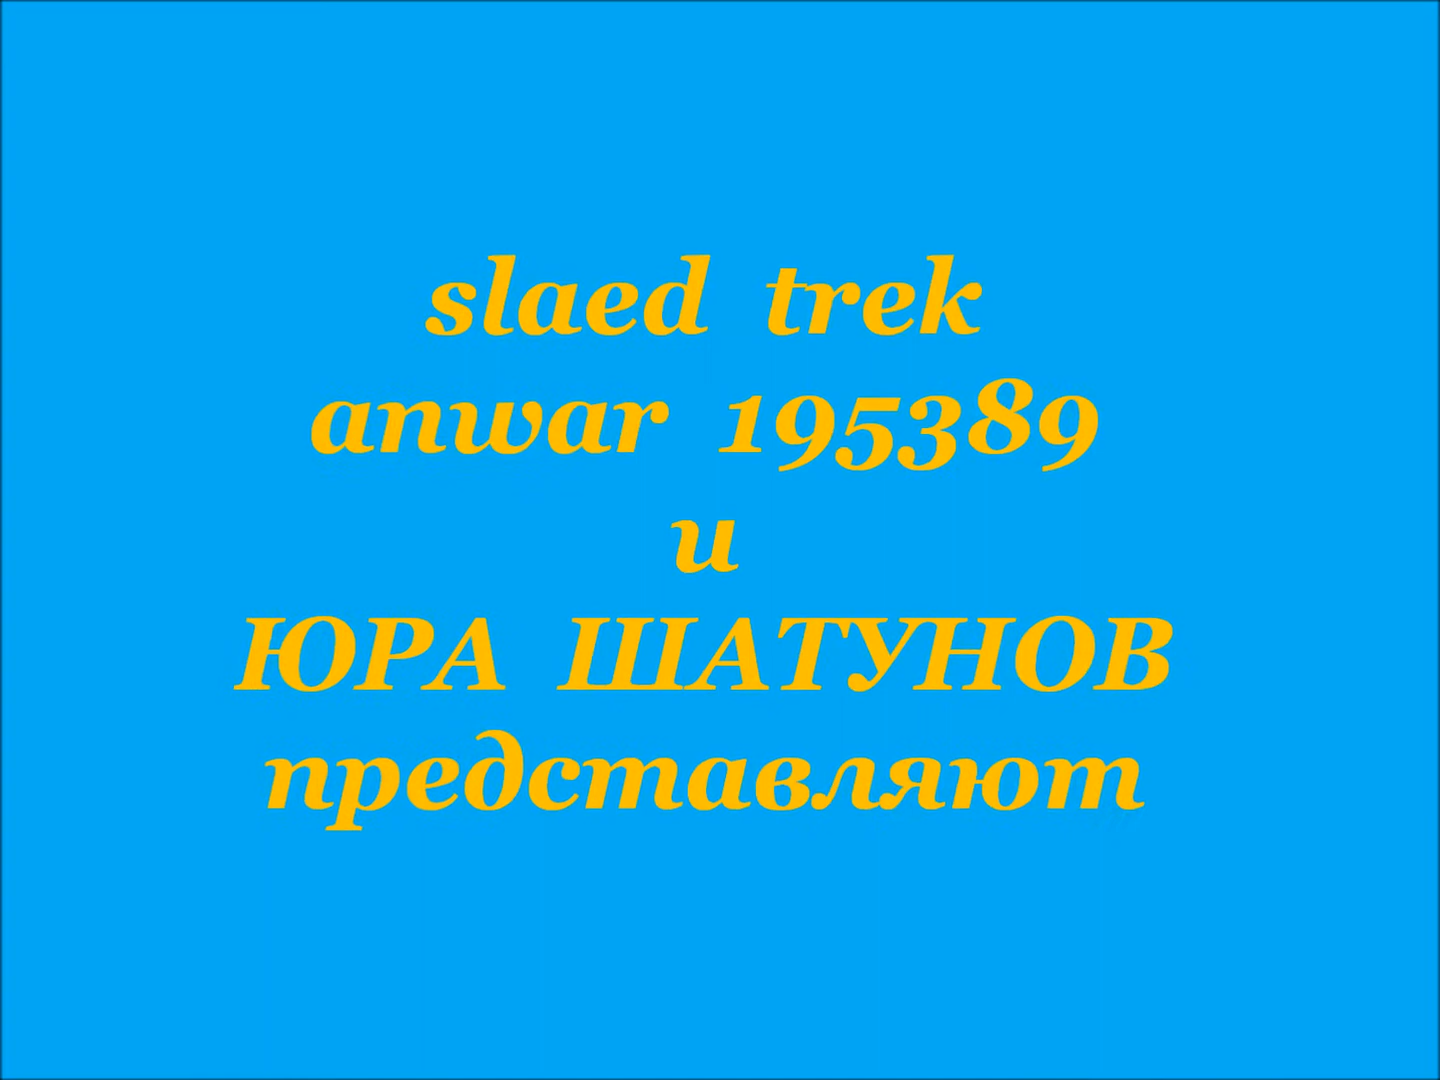 slaed trek
anwar 195389
и
ЮРА ШАТУНОВ
представляют